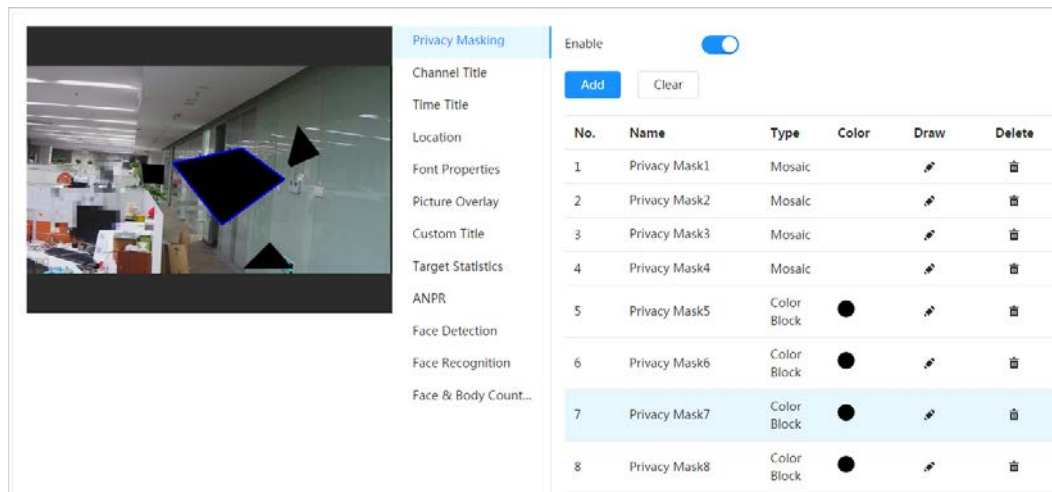 Privacy Masking
Channel Title
Time Title
Location
Font Properties
Picture Overlay
Custom Title
Target Statistics
ANPR
Face Detection
Face Recognition
Face & Body Count...
Enable
Add Clear
No. Name Type Color Draw Delete
1 Privacy Mask1 Mosaic
2 Privacy Mask2 Mosaic
3 Privacy Mask3 Mosaic
4 Privacy Mask4 Mosaic
5 Privacy Mask5 Color
Block
6 Privacy Mask6 Color
Block
7 Privacy Mask7 Color
Block
8 Privacy Mask8 Color
Block